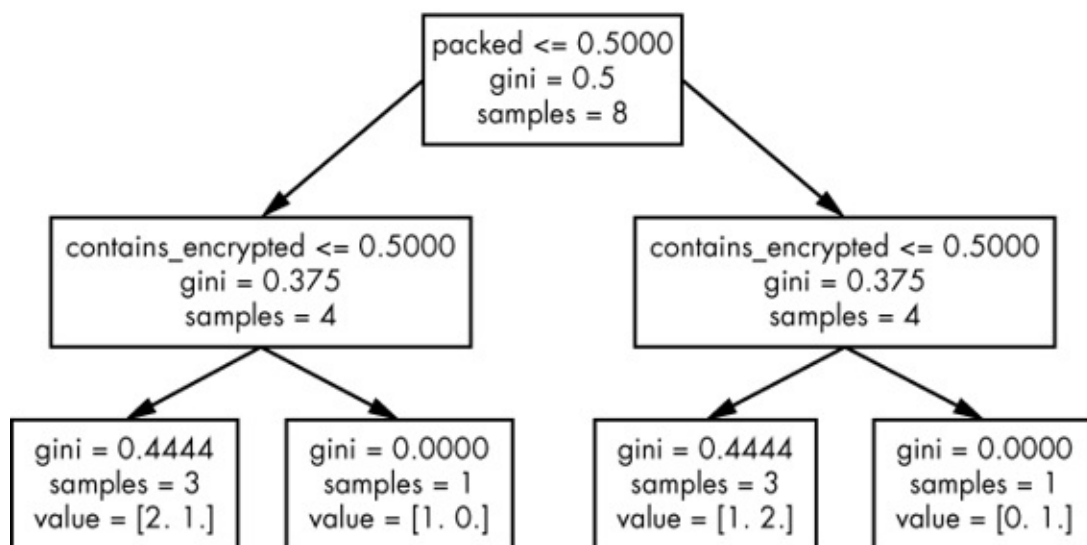 packed <= 0.5000
gini = 0.5
samples = 8
contains_encrypted <= 0.5000
gini = 0.375
samples = 4
contains_encrypted <= 0.5000
gini = 0.375
samples = 4
gini = 0.4444
samples = 3
value = [2. 1.]
gini = 0.0000
samples = 1
value = [1. 0.]
gini = 0.4444
samples = 3
value = [1. 2.]
gini = 0.0000
samples = 1
value = [0. 1.]